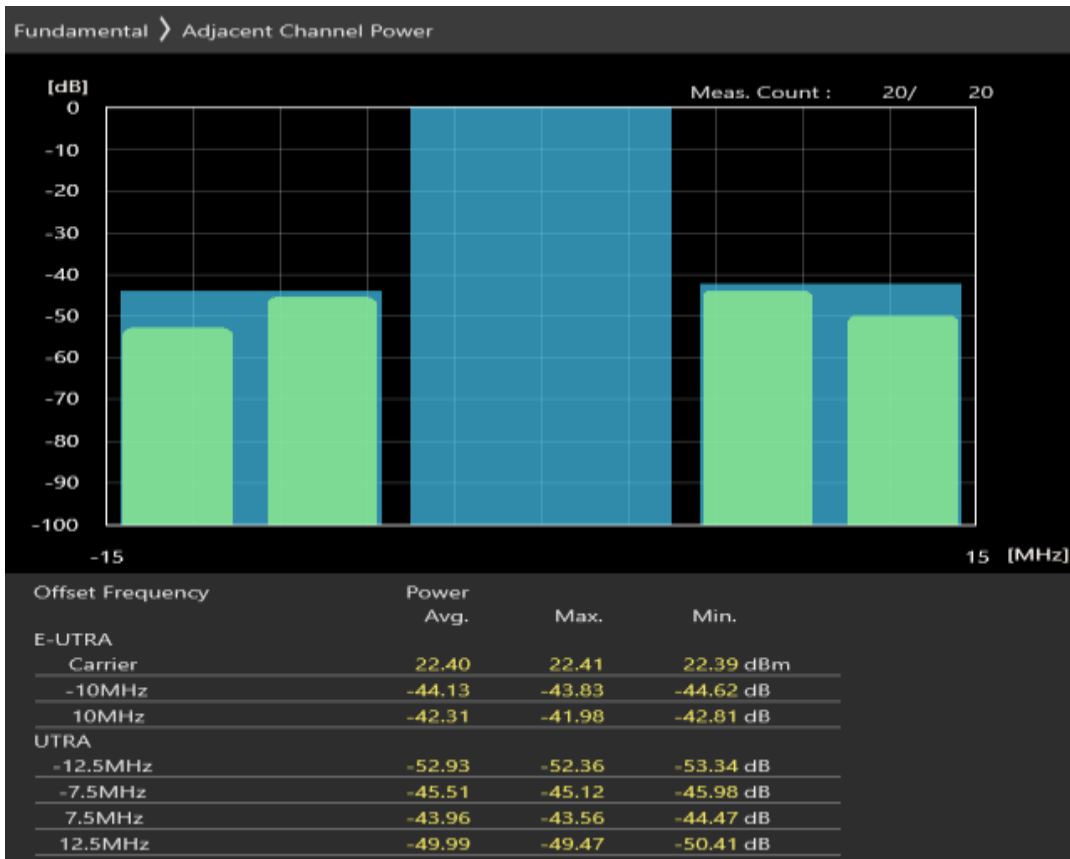 Fundamental ❭ Adjacent Channel Power
[dB]
Meas. Count : 20/ 20
0
-10
-20
-30
-40
-50
-60
-70
-80
-90
-100
-15 15 [MHz]
Offset Frequency Power
Avg. Max. Min.
E-UTRA
Carrier 22.40 22.41 22.39 dBm
-10MHz -44.13 -43.83 -44.62 dB
10MHz -42.31 -41.98 -42.81 dB
UTRA
-12.5MHz -52.93 -52.36 -53.34 dB
-7.5MHz -45.51 -45.12 -45.98 dB
7.5MHz -43.96 -43.56 -44.47 dB
12.5MHz -49.99 -49.47 -50.41 dB